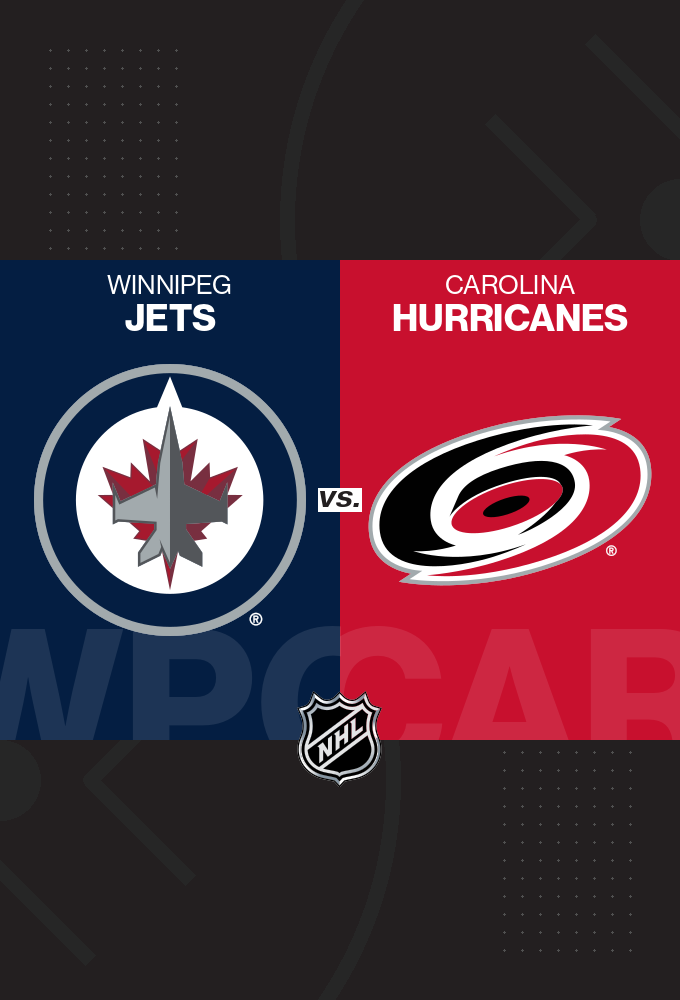 WINNIPEG
JETS
CAROLINA
HURRICANES
vs.
®
®
WPG
CAR
NHL